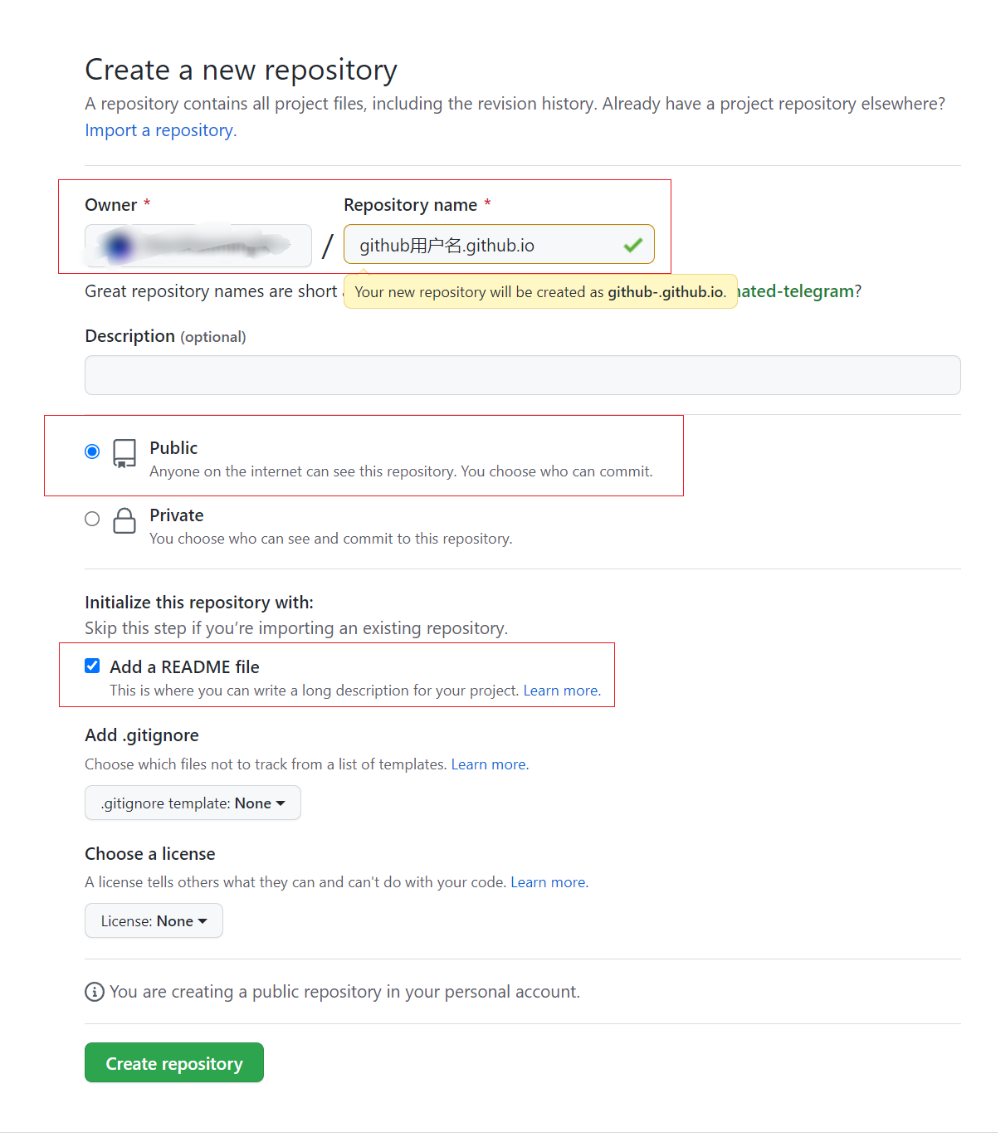 Create a new repository
A repository contains all project files, including the revision history. Already have a project repository elsewhere?
Import a repository.
Owner * Repository name *
/ github用户名.github.io
Great repository names are short
Your new repository will be created as github-.github.io.
nated-telegram?
Description (optional)
Public
Anyone on the internet can see this repository. You choose who can commit.
Private
You choose who can see and commit to this repository.
Initialize this repository with:
Skip this step if you’re importing an existing repository.
Add a README file
This is where you can write a long description for your project. Learn more.
Add .gitignore
Choose which files not to track from a list of templates. Learn more.
.gitignore template: None
Choose a license
A license tells others what they can and can't do with your code. Learn more.
License: None
You are creating a public repository in your personal account.
Create repository